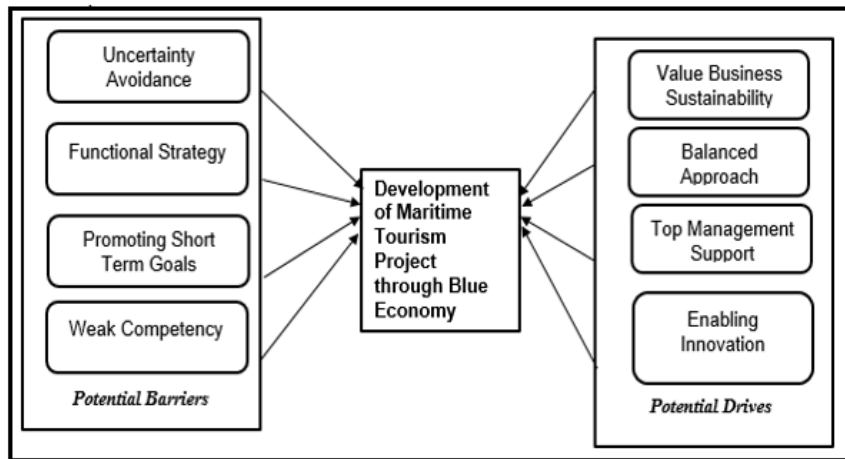 Uncertainty
Avoidance
Functional Strategy
Promoting Short
Term Goals
Weak Competency
Potential Barriers
Development
of Maritime
Tourism
Project
through Blue
Economy
Value Business
Sustainability
Balanced
Approach
Top Management
Support
Enabling
Innovation
Potential Drives